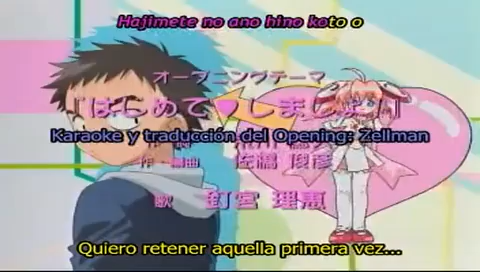 Hajimete no ano hino koto o
オープニングテーマ
「はじめて♥しましょ!」
Karaoke y traducción del Opening: Zellman
佐橋 俊彦
歌 釘宮 理恵
Quiero retener aquella primera vez...